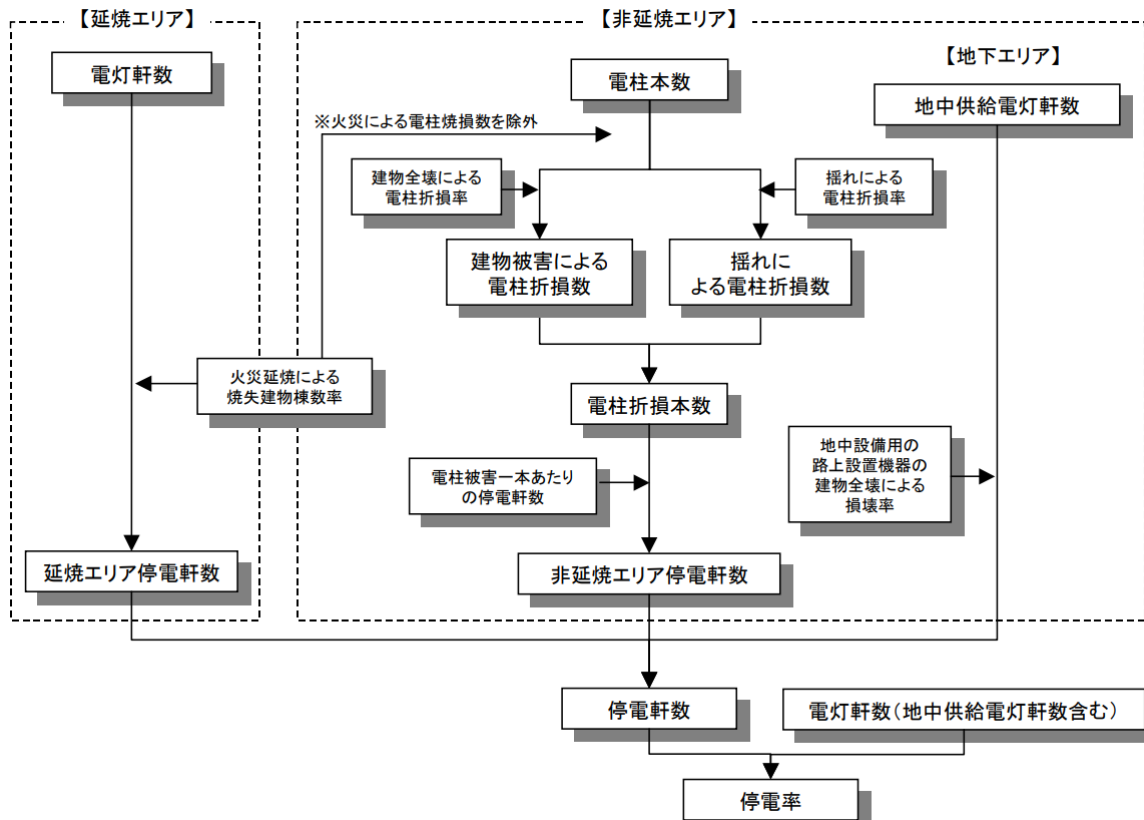 【延焼エリア】
【非延焼エリア】
電灯軒数
電柱本数
【地下エリア】
地中供給電灯軒数
※火災による電柱焼損数を除外
建物全壊による
電柱折損率
揺れによる
電柱折損率
建物被害による
電柱折損数
揺れに
よる電柱折損数
火災延焼による
焼失建物棟数率
電柱折損本数
電柱被害一本あたり
の停電軒数
地中設備用の
路上設置機器の
建物全壊による
損壊率
延焼エリア停電軒数
非延焼エリア停電軒数
停電軒数
電灯軒数（地中供給電灯軒数含む）
停電率